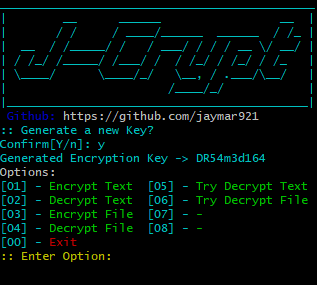 J-Crypt
Github: https://github.com/jaymar921
:: Generate a new Key?
Confirm[Y/n]: y
Generated Encryption Key -> DR54m3d164
Options:
[01] - Encrypt Text [05] - Try Decrypt Text
[02] - Decrypt Text [06] - Try Decrypt File
[03] - Encrypt File [07] - -
[04] - Decrypt File [08] - -
[00] - Exit
:: Enter Option: